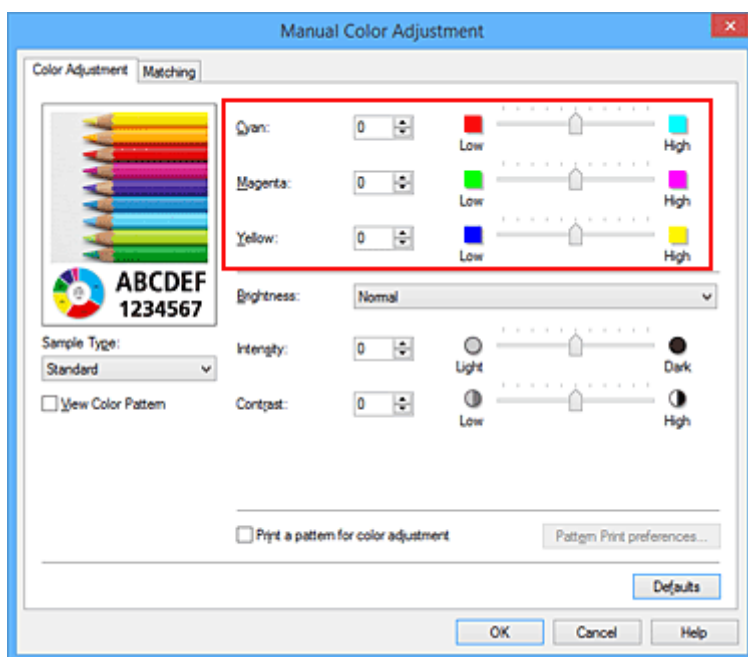 Manual Color Adjustment
Color Adjustment
Matching
Cyan:
0
Low
High
Magenta:
0
Low
High
Yellow:
0
Low
High
ABCDEF
1234567
Brightness:
Normal
Sample Type:
Standard
Intensity:
0
Light
Dark
View Color Pattern
Contrast:
0
Low
High
Print a pattern for color adjustment
Pattern Print preferences...
Defaults
OK
Cancel
Help